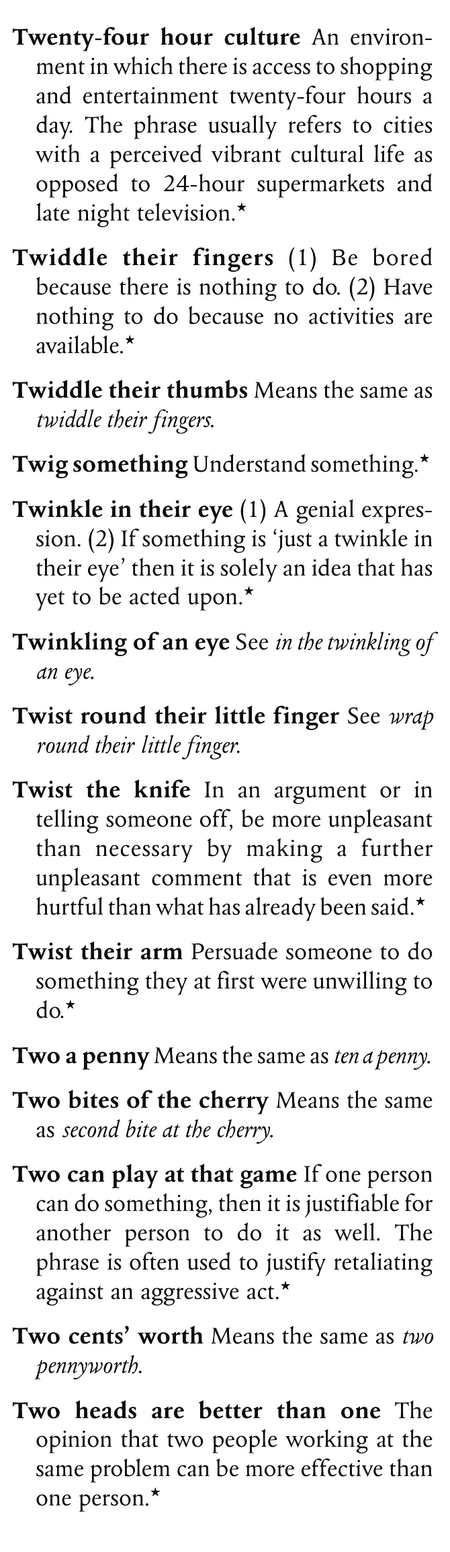 Twenty-four hour culture An environ-
ment in which there is access to shopping
and entertainment twenty-four hours a
day. The phrase usually refers to cities
with a perceived vibrant cultural life as
opposed to 24-hour supermarkets and
late night television.★
Twiddle their fingers (1) Be bored
because there is nothing to do. (2) Have
nothing to do because no activities are
available.★
Twiddle their thumbs Means the same as
twiddle their fingers.
Twig something Understand something.★
Twinkle in their eye (1) A genial expres-
sion. (2) If something is ‘just a twinkle in
their eye’ then it is solely an idea that has
yet to be acted upon.★
Twinkling of an eye See in the twinkling of
an eye.
Twist round their little finger See wrap
round their little finger.
Twist the knife In an argument or in
telling someone off, be more unpleasant
than necessary by making a further
unpleasant comment that is even more
hurtful than what has already been said.★
Twist their arm Persuade someone to do
something they at first were unwilling to
do.★
Two a penny Means the same as ten a penny.
Two bites of the cherry Means the same
as second bite at the cherry.
Two can play at that game If one person
can do something, then it is justifiable for
another person to do it as well. The
phrase is often used to justify retaliating
against an aggressive act.★
Two cents’ worth Means the same as two
pennyworth.
Two heads are better than one The
opinion that two people working at the
same problem can be more effective than
one person.★